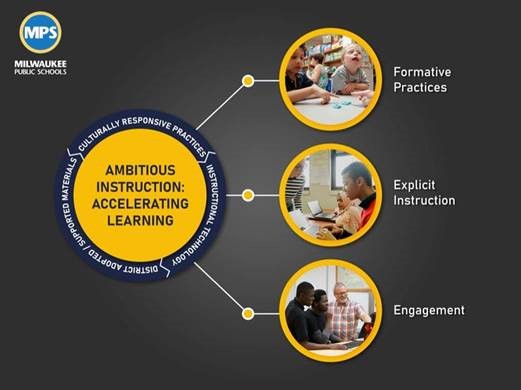 MPS
MILWAUKEE
PUBLIC SCHOOLS
CULTURALLY RESPONSIVE PRACTICES
INSTRUCTIONAL TECHNOLOGY
DISTRICT ADOPTED / SUPPORTED MATERIALS
AMBITIOUS
INSTRUCTION:
ACCELERATING
LEARNING
Formative
Practices
Explicit
Instruction
Engagement